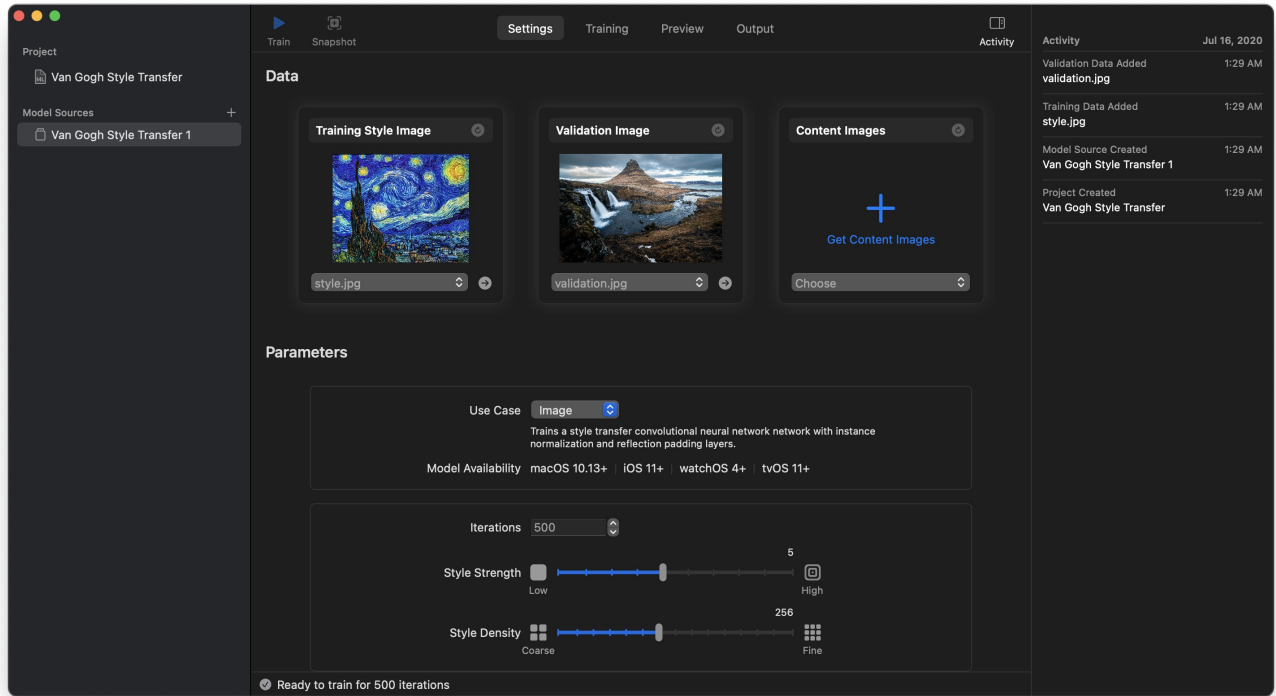 Project
Van Gogh Style Transfer
Model Sources
Van Gogh Style Transfer 1
Train
Snapshot
Settings
Training
Preview
Output
Activity
Data
Training Style Image
style.jpg
Validation Image
validation.jpg
Content Images
Get Content Images
Choose
Parameters
Use Case
Image
Trains a style transfer convolutional neural network network with instance
normalization and reflection padding layers.
Model Availability
macOS 10.13+
iOS 11+
watchOS 4+
tvOS 11+
Iterations
500
5
Style Strength
Low
High
256
Style Density
Coarse
Fine
Ready to train for 500 iterations
Activity
Jul 16, 2020
Validation Data Added
1:29 AM
validation.jpg
Training Data Added
1:29 AM
style.jpg
Model Source Created
1:29 AM
Van Gogh Style Transfer 1
Project Created
1:29 AM
Van Gogh Style Transfer